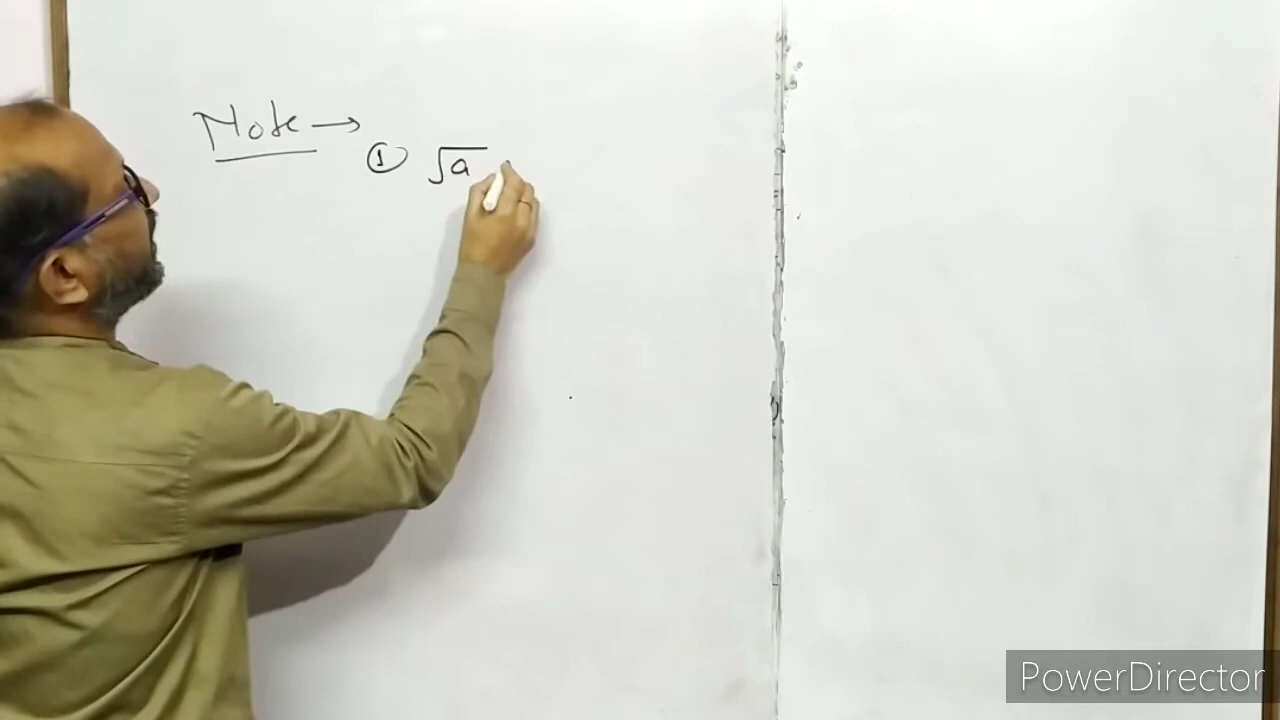 Note →
① √a
PowerDirector